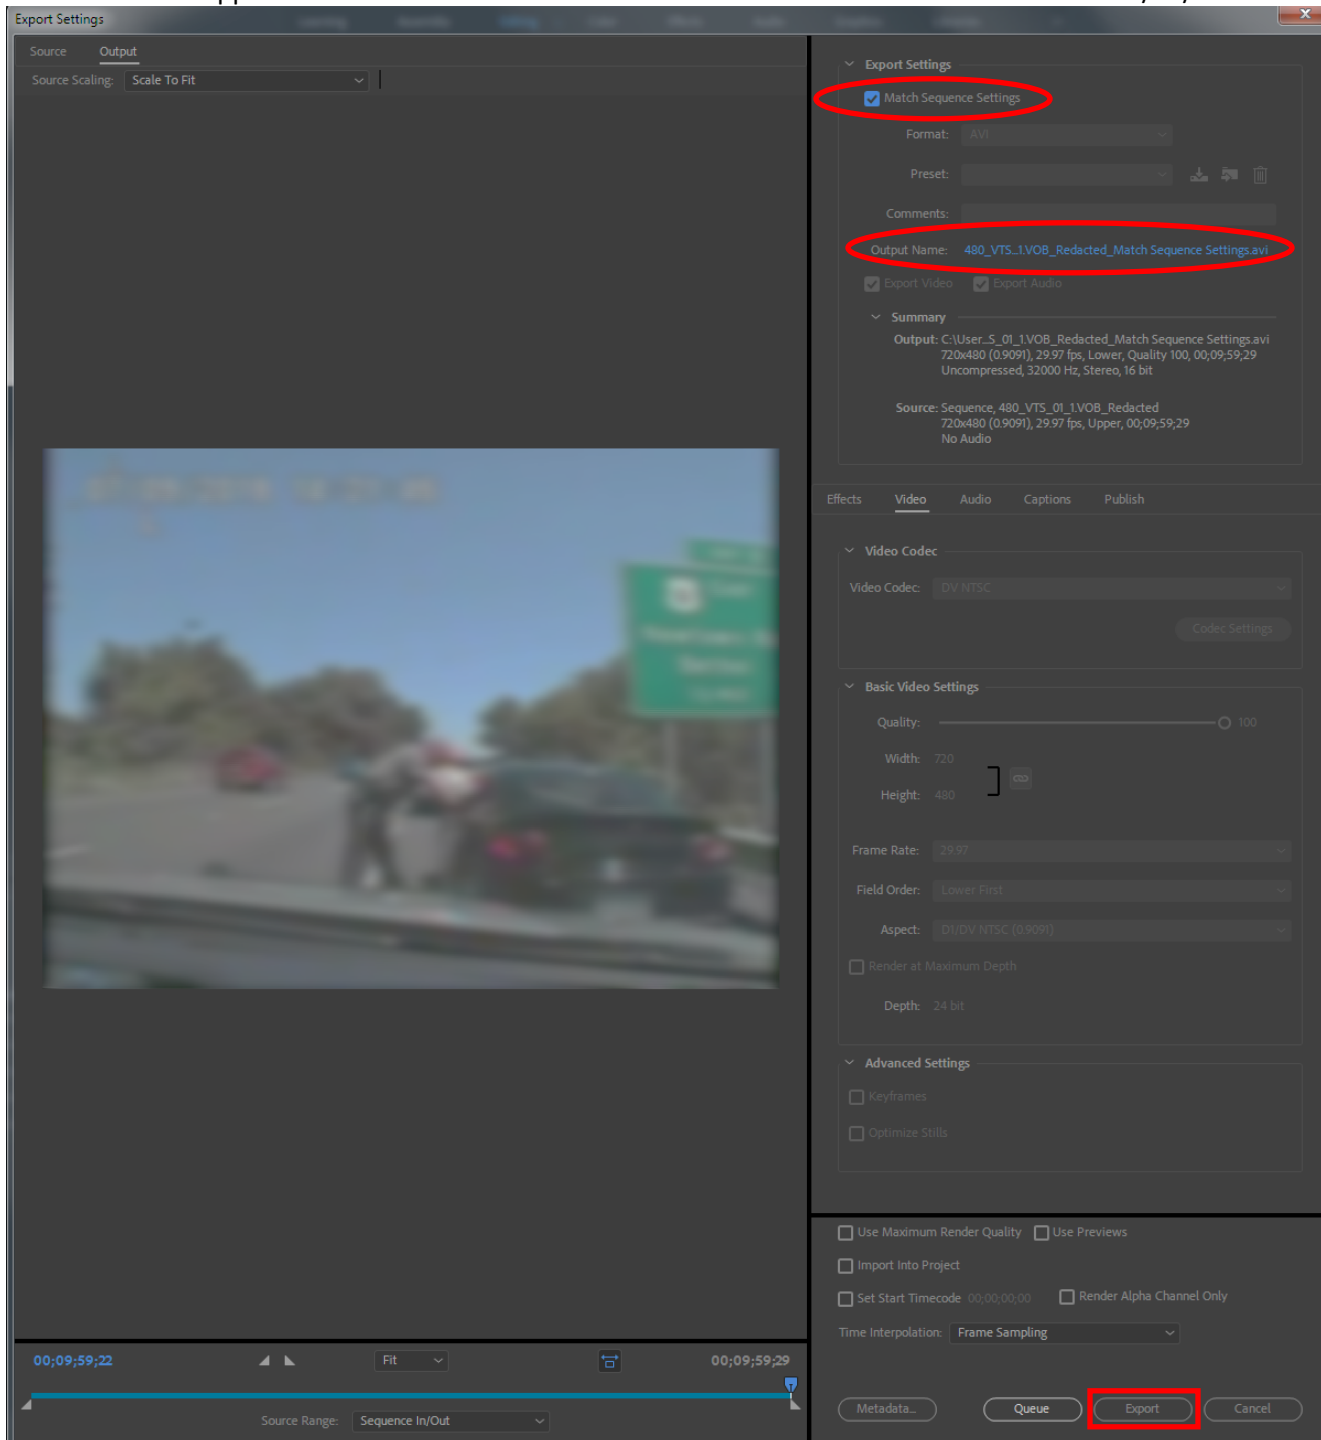 Export Settings
Source Output
Source Scaling: Scale To Fit
Export Settings
Match Sequence Settings
Format: AVI
Preset:
Comments:
Output Name: 480_VTS...1.VOB_Redacted_Match Sequence Settings.avi
Export Video Export Audio
Summary
Output: C:\User...S_01_1.VOB_Redacted_Match Sequence Settings.avi
720x480 (0.9091), 29.97 fps, Lower, Quality 100, 00;09;59;29
Uncompressed, 32000 Hz, Stereo, 16 bit
Source: Sequence, 480_VTS_01_1.VOB_Redacted
720x480 (0.9091), 29.97 fps, Upper, 00;09;59;29
No Audio
Effects Video Audio Captions Publish
Video Codec
Video Codec: DV NTSC
Codec Settings
Basic Video Settings
Quality: 100
Width: 720
Height: 480
Frame Rate: 29.97
Field Order: Lower First
Aspect: D1/DV NTSC (0.9091)
Render at Maximum Depth
Depth: 24 bit
Advanced Settings
Keyframes
Optimize Stills
Use Maximum Render Quality Use Previews
Import Into Project
Set Start Timecode 00;00;00;00 Render Alpha Channel Only
Time Interpolation: Frame Sampling
00;09;59;22 Fit 00;09;59;29
Source Range: Sequence In/Out
Metadata... Queue Export Cancel